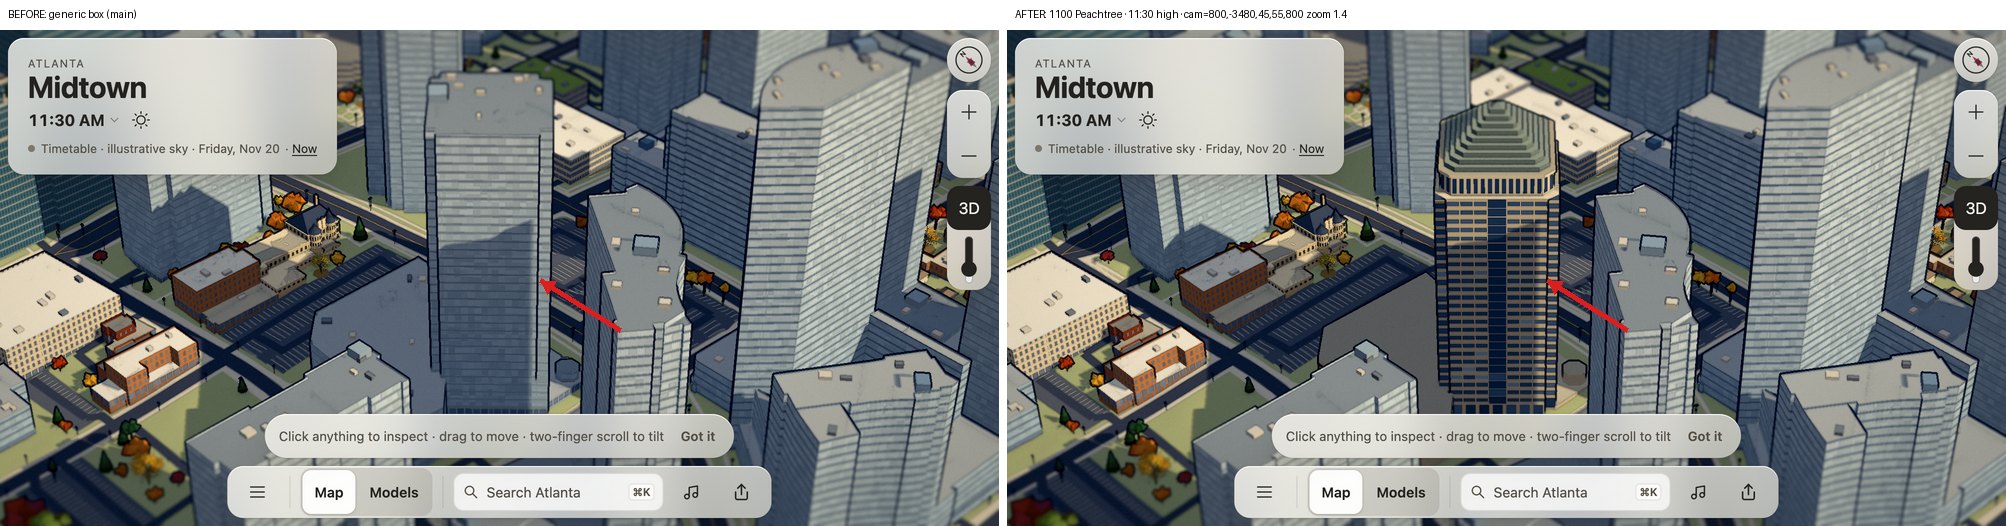 BEFORE: generic box (main)
ATLANTA
Midtown
11:30 AM
Timetable · illustrative sky · Friday, Nov 20 · Now
N
+
−
3D
Click anything to inspect · drag to move · two-finger scroll to tilt Got it
Map Models Search Atlanta ⌘K
AFTER: 1100 Peachtree · 11:30 high · cam=800,-3480,45,55,800 zoom 1.4
ATLANTA
Midtown
11:30 AM
Timetable · illustrative sky · Friday, Nov 20 · Now
N
+
−
3D
Click anything to inspect · drag to move · two-finger scroll to tilt Got it
Map Models Search Atlanta ⌘K